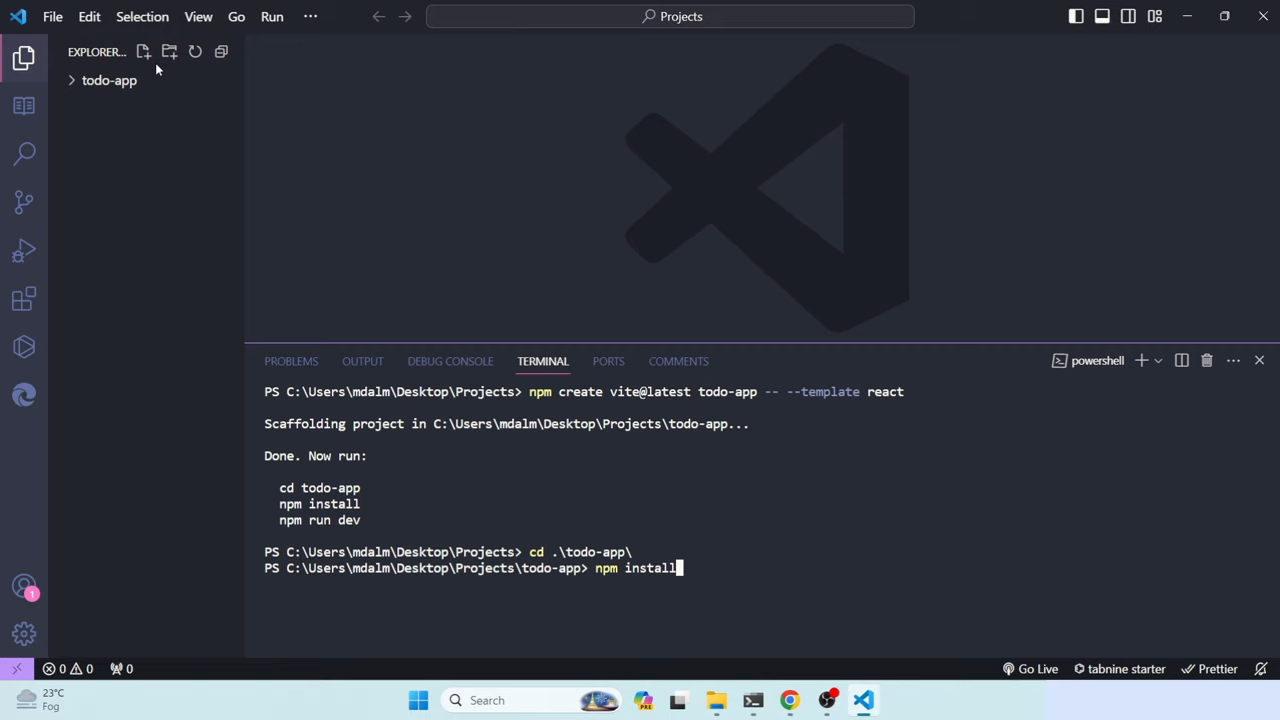 File Edit Selection View Go Run ...
Projects
EXPLORER...
todo-app
PROBLEMS OUTPUT DEBUG CONSOLE TERMINAL PORTS COMMENTS
powershell
PS C:\Users\mdalm\Desktop\Projects> npm create vite@latest todo-app -- --template react
Scaffolding project in C:\Users\mdalm\Desktop\Projects\todo-app...
Done. Now run:
cd todo-app
npm install
npm run dev
PS C:\Users\mdalm\Desktop\Projects> cd .\todo-app\
PS C:\Users\mdalm\Desktop\Projects\todo-app> npm install
1
0 0 0
Go Live tabnine starter Prettier
23°C
Fog
Search
PRE